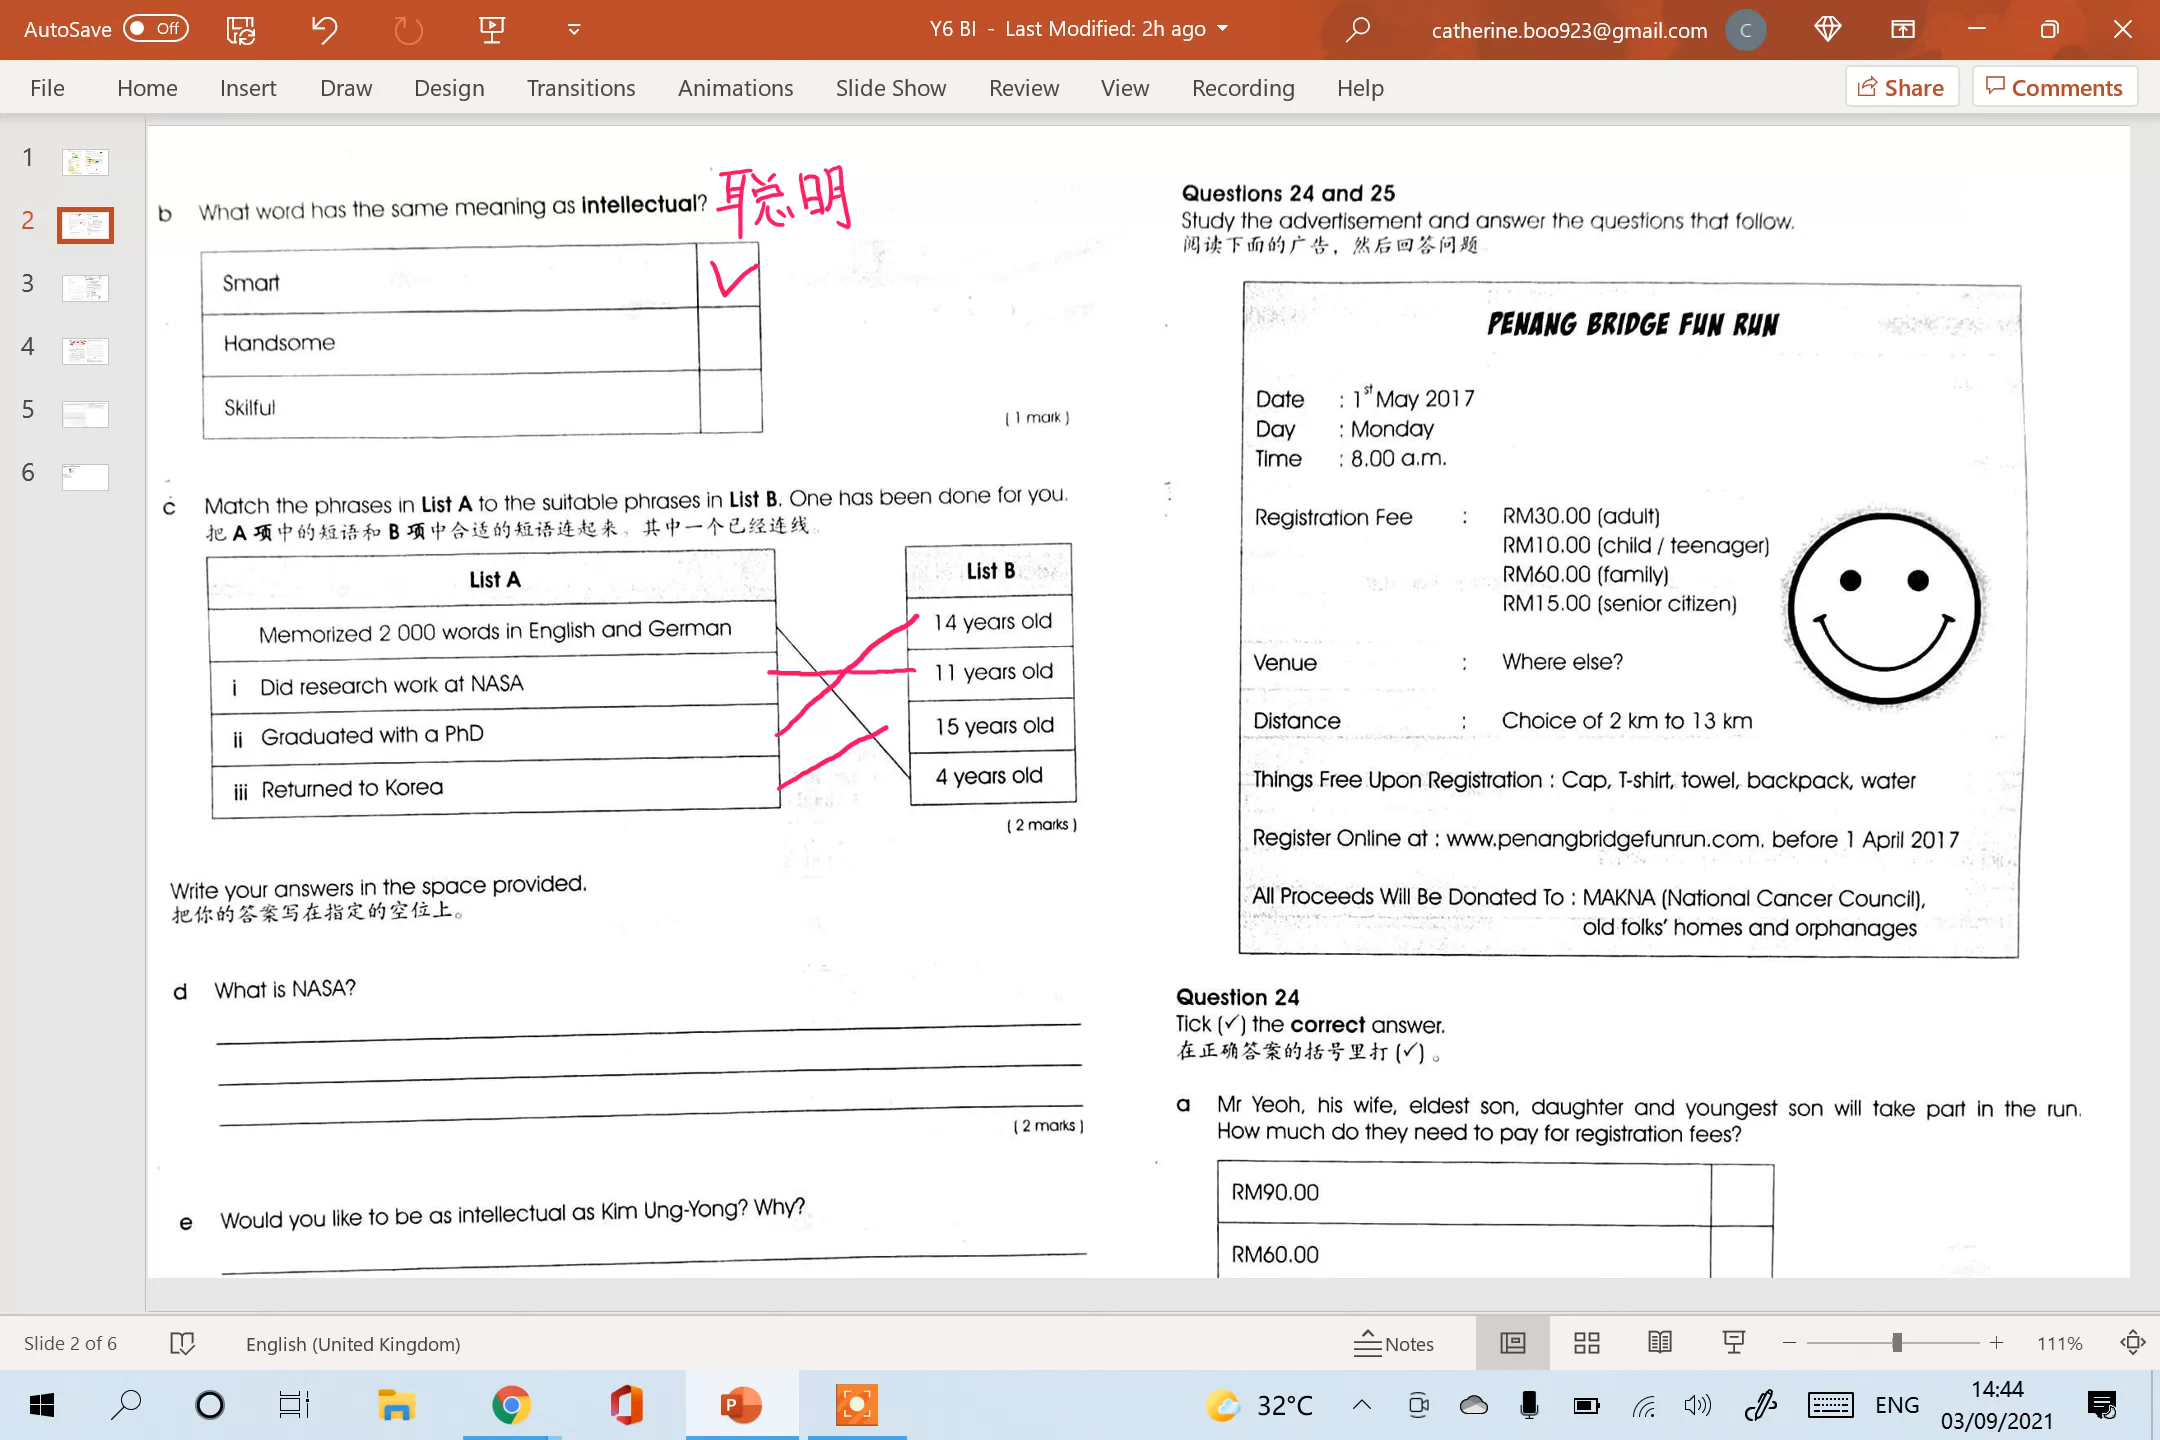 AutoSave Off
Y6 BI - Last Modified: 2h ago
catherine.boo923@gmail.com
C
File Home Insert Draw Design Transitions Animations Slide Show Review View Recording Help
Share Comments
1
2
3
4
5
6
b What word has the same meaning as intellectual? 聪明
Smart ✓
Handsome
Skilful
( 1 mark )
c Match the phrases in List A to the suitable phrases in List B. One has been done for you.
把 A 项中的短语和 B 项中合适的短语连起来。其中一个已经连线。
List A List B
Memorized 2 000 words in English and German 14 years old
i Did research work at NASA 11 years old
ii Graduated with a PhD 15 years old
iii Returned to Korea 4 years old
( 2 marks )
Write your answers in the space provided.
把你的答案写在指定的空位上。
d What is NASA?
( 2 marks )
e Would you like to be as intellectual as Kim Ung-Yong? Why?
Questions 24 and 25
Study the advertisement and answer the questions that follow.
阅读下面的广告，然后回答问题
PENANG BRIDGE FUN RUN
Date : 1st May 2017
Day : Monday
Time : 8.00 a.m.
Registration Fee : RM30.00 (adult)
RM10.00 (child / teenager)
RM60.00 (family)
RM15.00 (senior citizen)
Venue : Where else?
Distance : Choice of 2 km to 13 km
Things Free Upon Registration : Cap, T-shirt, towel, backpack, water
Register Online at : www.penangbridgefunrun.com. before 1 April 2017
All Proceeds Will Be Donated To : MAKNA (National Cancer Council),
old folks' homes and orphanages
Question 24
Tick (✓) the correct answer.
在正确答案的括号里打 (✓) 。
a Mr Yeoh, his wife, eldest son, daughter and youngest son will take part in the run.
How much do they need to pay for registration fees?
RM90.00
RM60.00
Slide 2 of 6 English (United Kingdom) Notes 111%
P 32°C ENG 14:44
03/09/2021